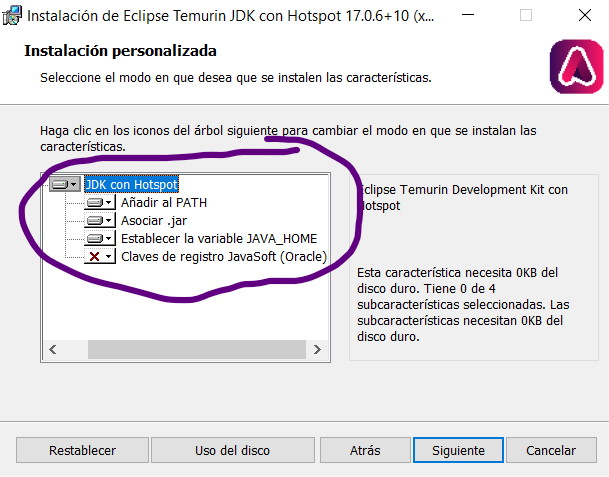 Instalación de Eclipse Temurin JDK con Hotspot 17.0.6+10 (x...
Instalación personalizada
Seleccione el modo en que desea que se instalen las características.
Haga clic en los iconos del árbol siguiente para cambiar el modo en que se instalan las
características.
JDK con Hotspot
Añadir al PATH
Asociar .jar
Establecer la variable JAVA_HOME
Claves de registro JavaSoft (Oracle)
Eclipse Temurin Development Kit con
Hotspot
Esta característica necesita 0KB del
disco duro. Tiene 0 de 4
subcaracterísticas seleccionadas. Las
subcaracterísticas necesitan 0KB del
disco duro.
Restablecer
Uso del disco
Atrás
Siguiente
Cancelar